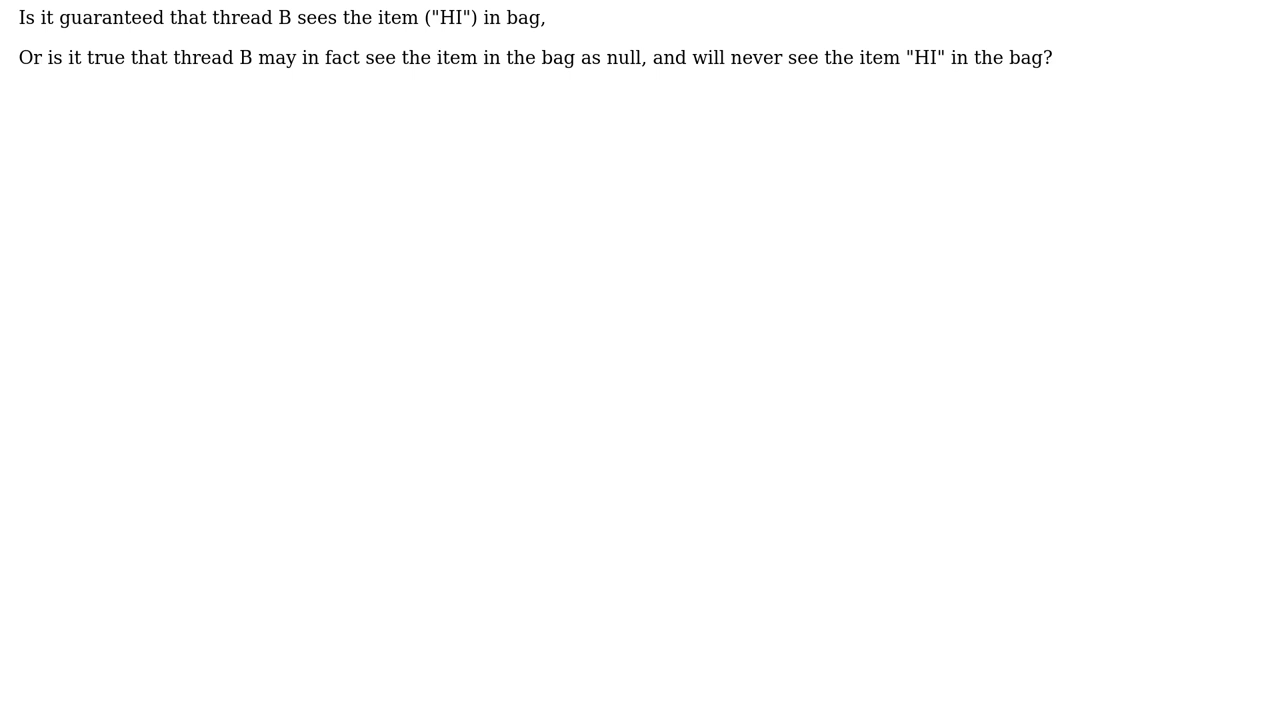 Is it guaranteed that thread B sees the item ("HI") in bag,
Or is it true that thread B may in fact see the item in the bag as null, and will never see the item "HI" in the bag?